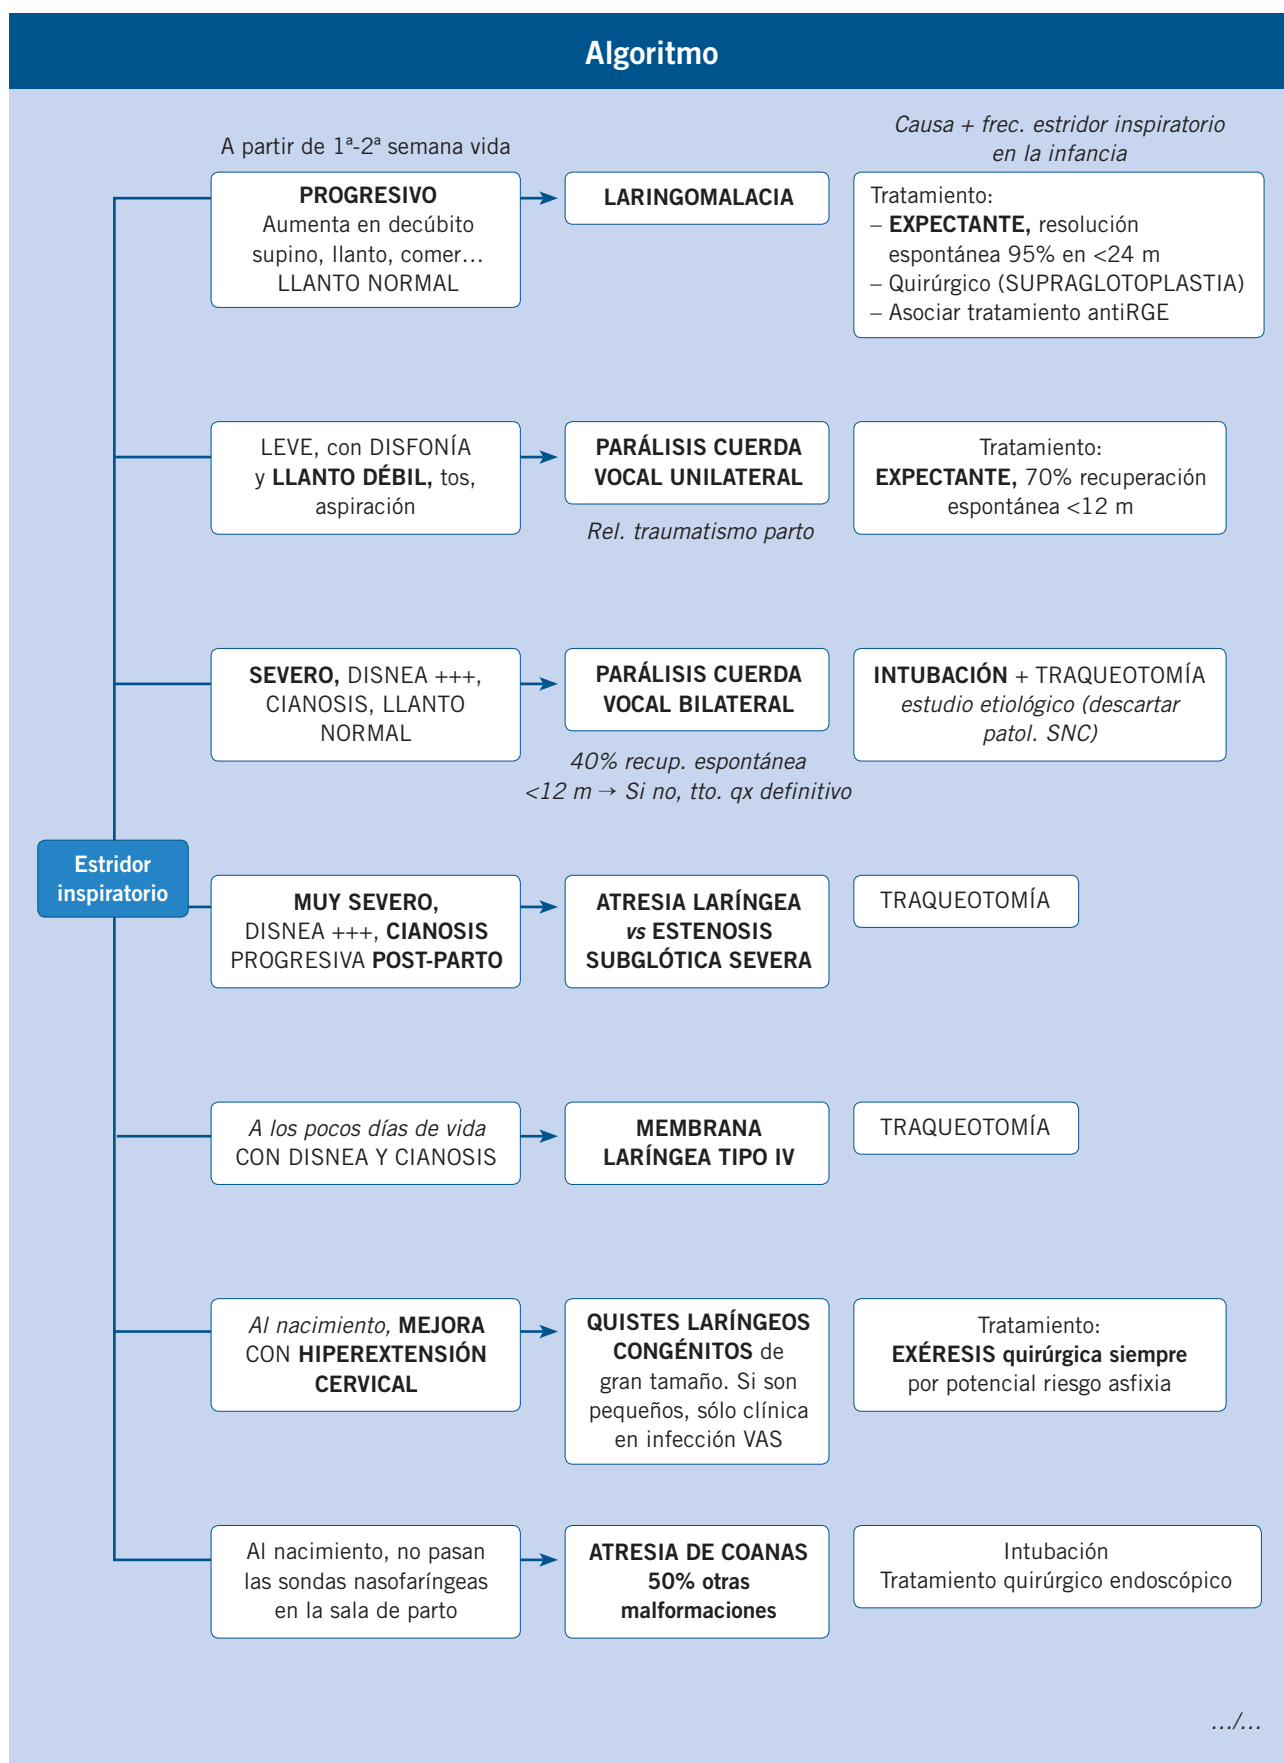 Algoritmo
A partir de 1ª-2ª semana vida
PROGRESIVO
Aumenta en decúbito
supino, llanto, comer…
LLANTO NORMAL
LARINGOMALACIA
Causa + frec. estridor inspiratorio
en la infancia
Tratamiento:
– EXPECTANTE, resolución
espontánea 95% en <24 m
– Quirúrgico (SUPRAGLOTOPLASTIA)
– Asociar tratamiento antiRGE
LEVE, con DISFONÍA
y LLANTO DÉBIL, tos,
aspiración
PARÁLISIS CUERDA
VOCAL UNILATERAL
Rel. traumatismo parto
Tratamiento:
EXPECTANTE, 70% recuperación
espontánea <12 m
SEVERO, DISNEA +++,
CIANOSIS, LLANTO
NORMAL
PARÁLISIS CUERDA
VOCAL BILATERAL
40% recup. espontánea
<12 m → Si no, tto. qx definitivo
INTUBACIÓN + TRAQUEOTOMÍA
estudio etiológico (descartar
patol. SNC)
Estridor
inspiratorio
MUY SEVERO,
DISNEA +++, CIANOSIS
PROGRESIVA POST-PARTO
ATRESIA LARÍNGEA
vs ESTENOSIS
SUBGLÓTICA SEVERA
TRAQUEOTOMÍA
A los pocos días de vida
CON DISNEA Y CIANOSIS
MEMBRANA
LARÍNGEA TIPO IV
TRAQUEOTOMÍA
Al nacimiento, MEJORA
CON HIPEREXTENSIÓN
CERVICAL
QUISTES LARÍNGEOS
CONGÉNITOS de
gran tamaño. Si son
pequeños, sólo clínica
en infección VAS
Tratamiento:
EXÉRESIS quirúrgica siempre
por potencial riesgo asfixia
Al nacimiento, no pasan
las sondas nasofaríngeas
en la sala de parto
ATRESIA DE COANAS
50% otras
malformaciones
Intubación
Tratamiento quirúrgico endoscópico
…/…